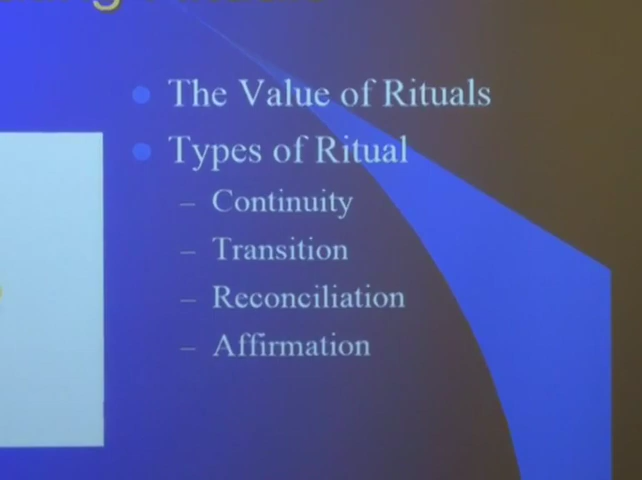 The Value of Rituals
Types of Ritual
– Continuity
– Transition
– Reconciliation
– Affirmation